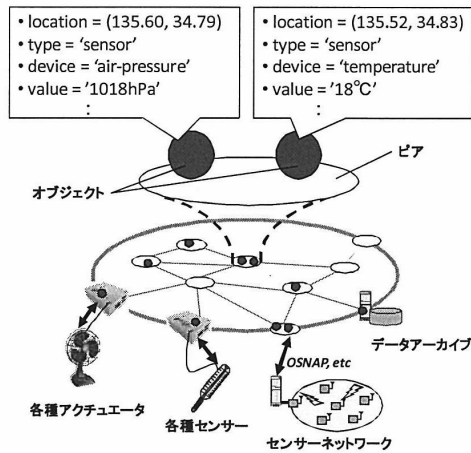 • location = (135.60, 34.79)
• type = ‘sensor’
• device = ‘air-pressure’
• value = ’1018hPa’
:
• location = (135.52, 34.83)
• type = ‘sensor’
• device = ‘temperature’
• value = ’18℃’
:
ピア
オブジェクト
データアーカイブ
OSNAP, etc
各種アクチュエータ
各種センサー
センサーネットワーク